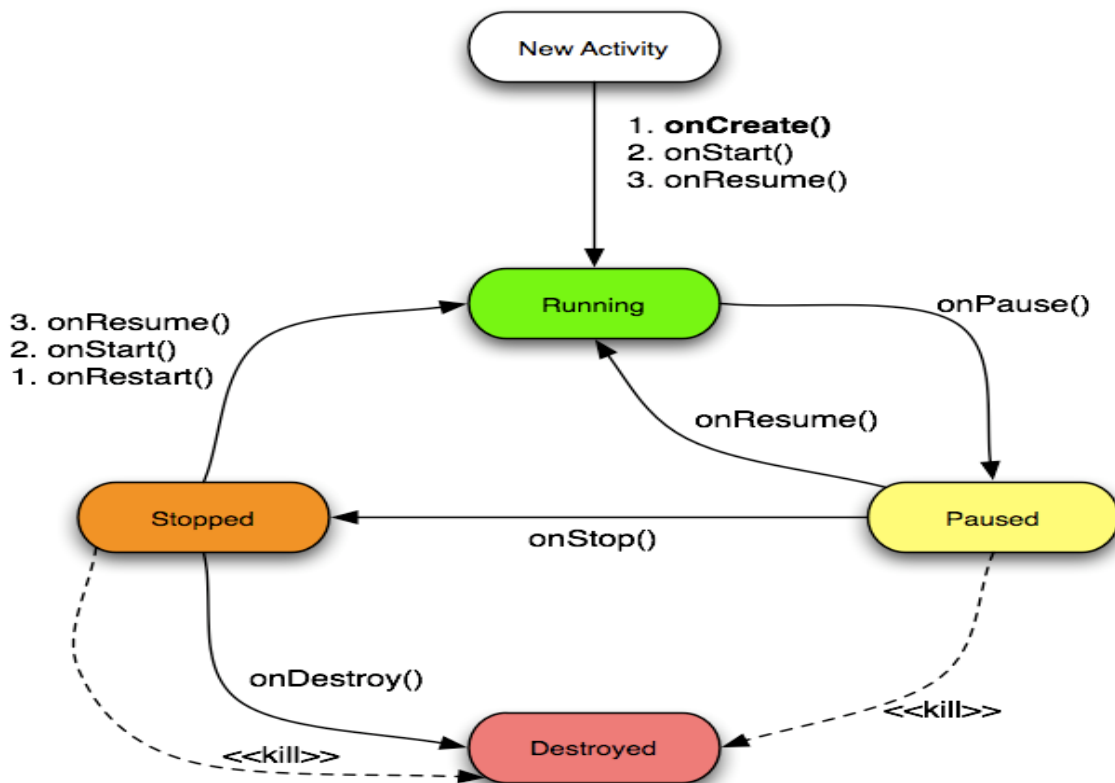 New Activity
1. onCreate()
2. onStart()
3. onResume()
Running
onPause()
3. onResume()
2. onStart()
1. onRestart()
onResume()
Stopped
Paused
onStop()
onDestroy()
<<kill>>
<<kill>>
Destroyed